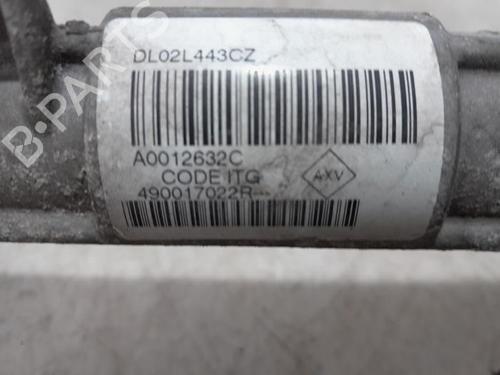 DL02L443CZ
A0012632C
CODE ITG
490017022R
AXV
B-PARTS